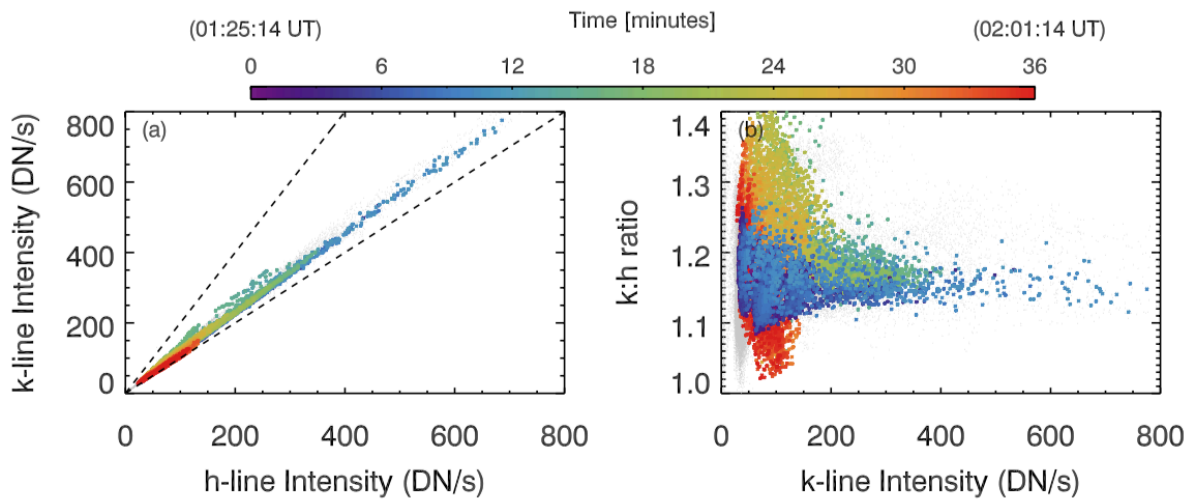 Time [minutes]
(01:25:14 UT)
(02:01:14 UT)
0 6 12 18 24 30 36
(a)
k-line Intensity (DN/s)
800
600
400
200
0
0 200 400 600 800
h-line Intensity (DN/s)
(b)
k:h ratio
1.4
1.3
1.2
1.1
1.0
0 200 400 600 800
k-line Intensity (DN/s)